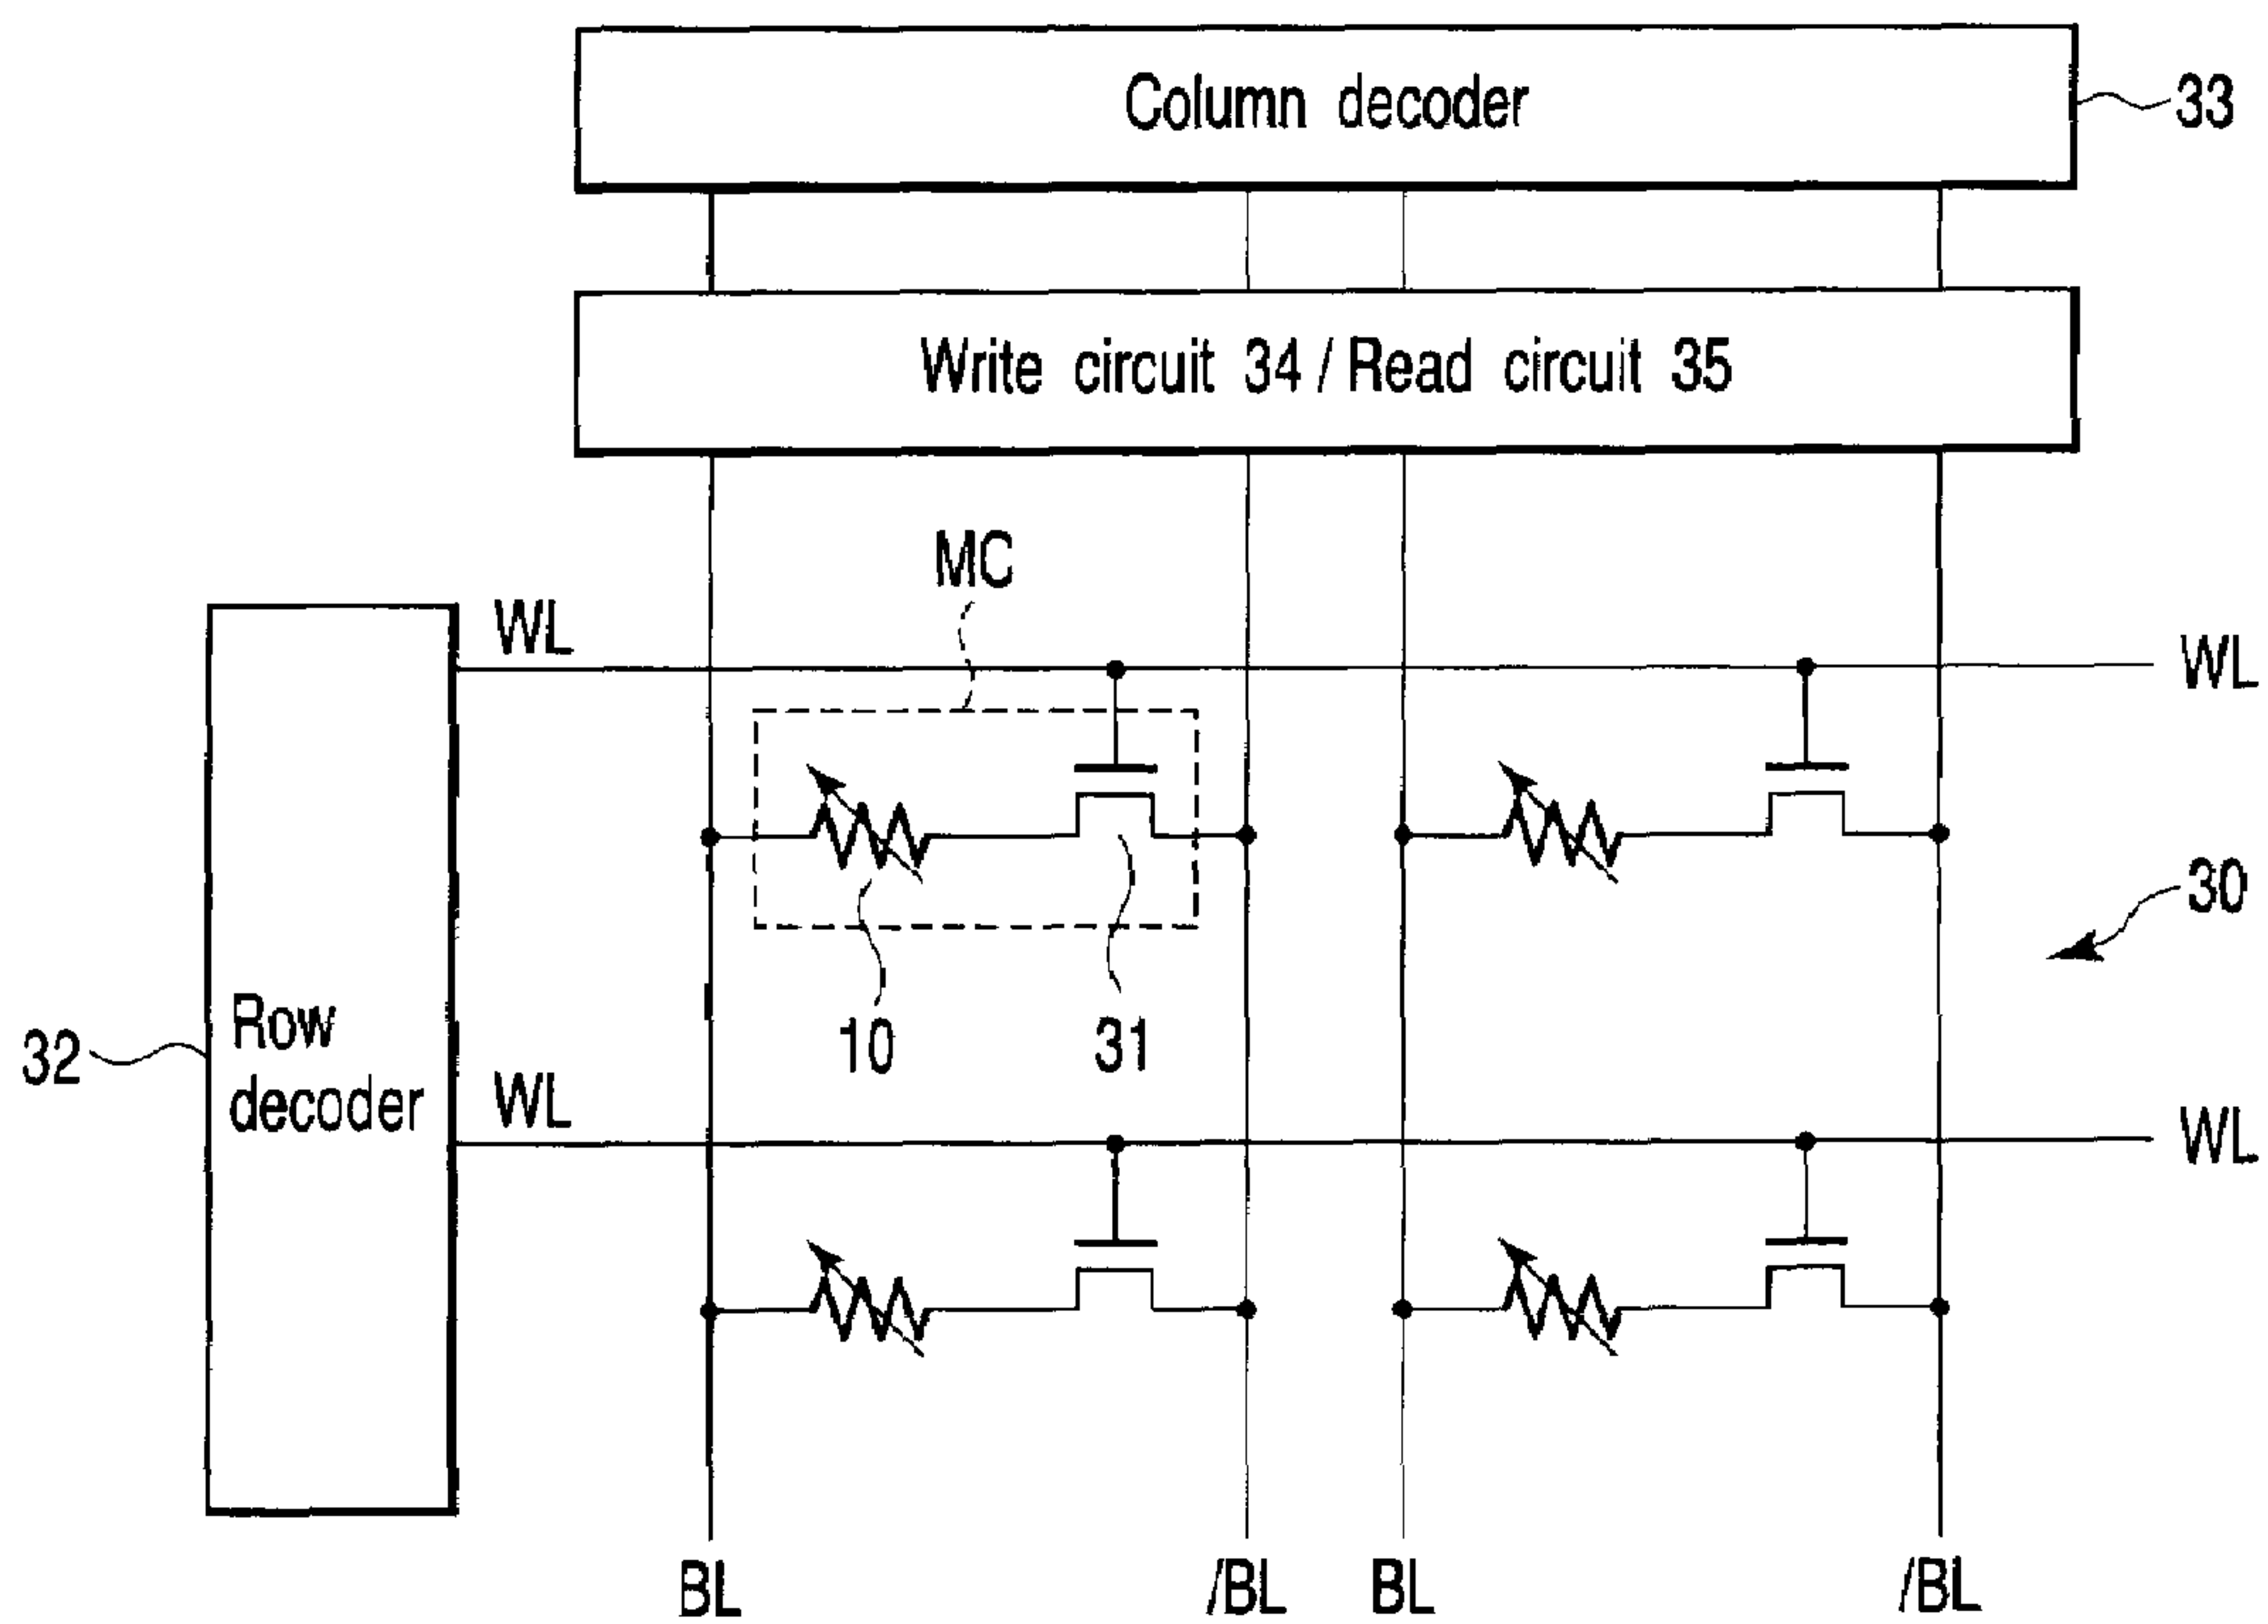 Column decoder
33
Write circuit 34 / Read circuit 35
MC
WL
WL
30
10
31
Row
decoder
32
WL
WL
BL
/BL
BL
/BL